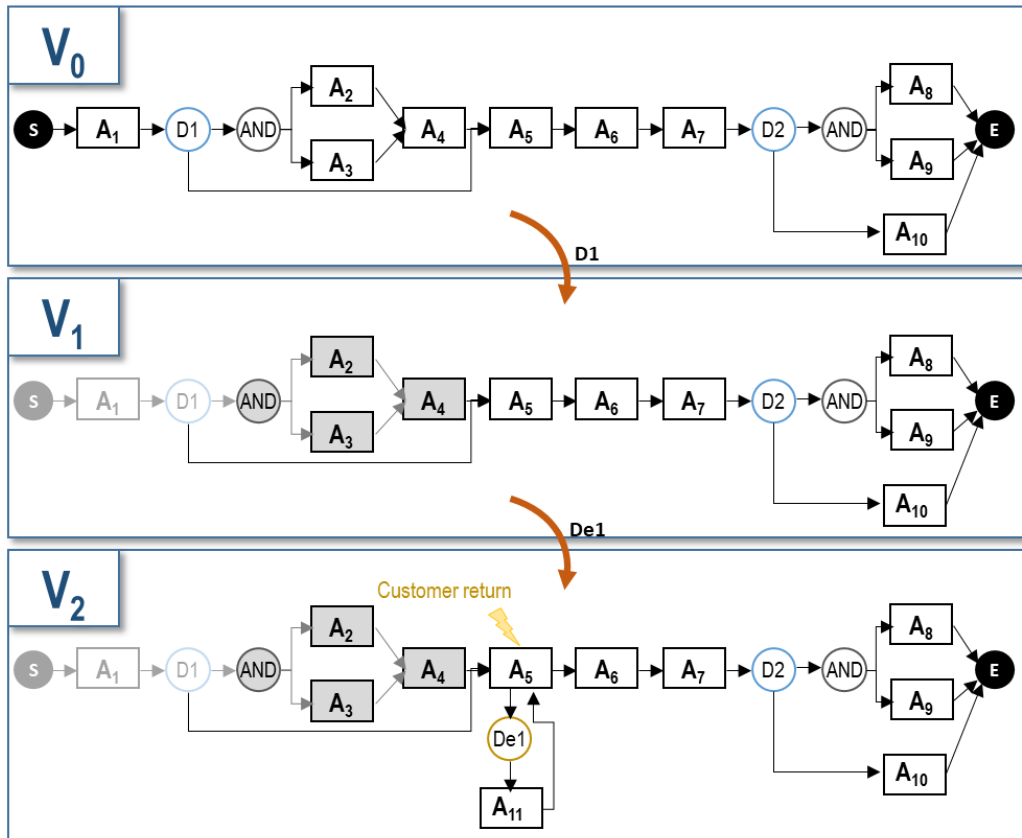 V0
S
A1
D1
AND
A2
A3
A4
A5
A6
A7
D2
AND
A8
A9
A10
E
D1
V1
S
A1
D1
AND
A2
A3
A4
A5
A6
A7
D2
AND
A8
A9
A10
E
De1
V2
Customer return
S
A1
D1
AND
A2
A3
A4
A5
A6
A7
D2
AND
A8
A9
A10
E
De1
A11